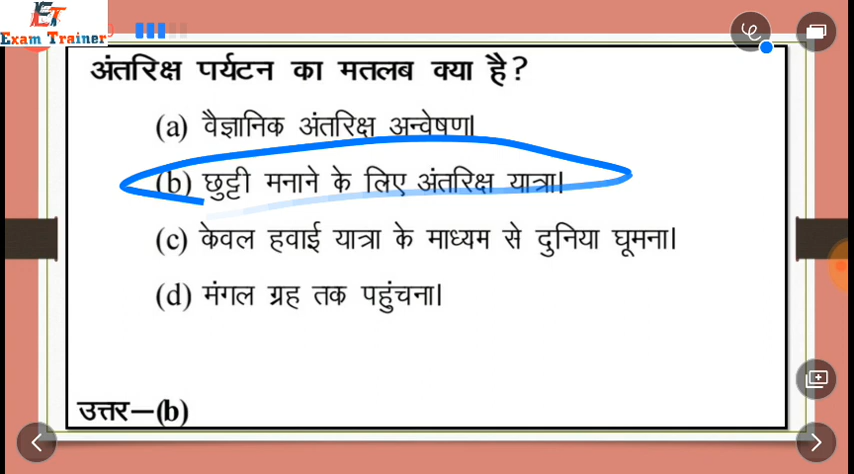 ET
Exam Trainer
अंतरिक्ष पर्यटन का मतलब क्या है?
(a) वैज्ञानिक अंतरिक्ष अन्वेषण।
(b) छुट्टी मनाने के लिए अंतरिक्ष यात्रा।
(c) केवल हवाई यात्रा के माध्यम से दुनिया घूमना।
(d) मंगल ग्रह तक पहुंचना।
उत्तर–(b)